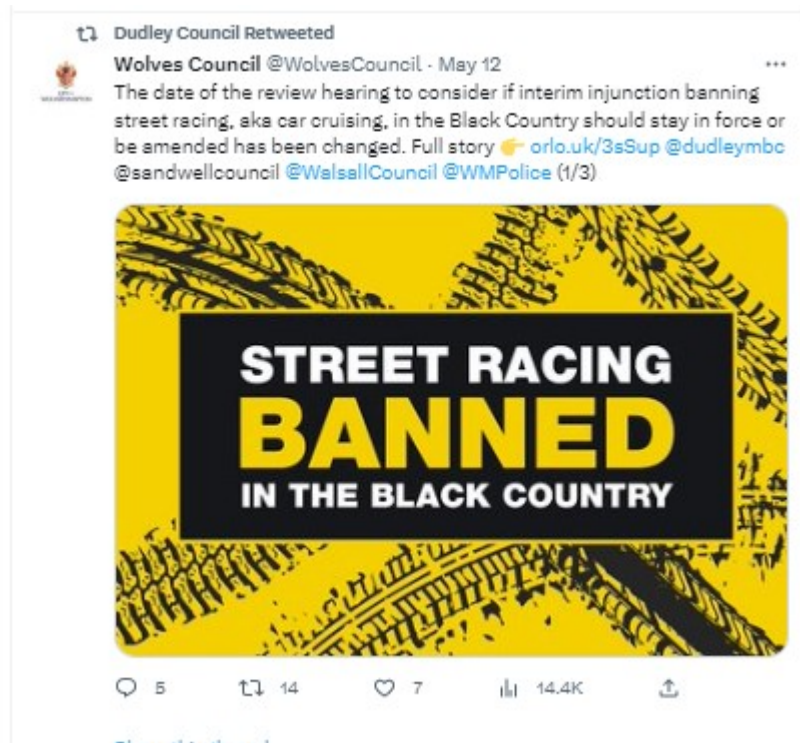 Dudley Council Retweeted
Wolves Council @WolvesCouncil · May 12
The date of the review hearing to consider if interim injunction banning
street racing, aka car cruising, in the Black Country should stay in force or
be amended has been changed. Full story 👉 orlo.uk/3sSup @dudleymbc
@sandwellcouncil @WalsallCouncil @WMPolice (1/3)
STREET RACING
BANNED
IN THE BLACK COUNTRY
5 14 7 14.4K